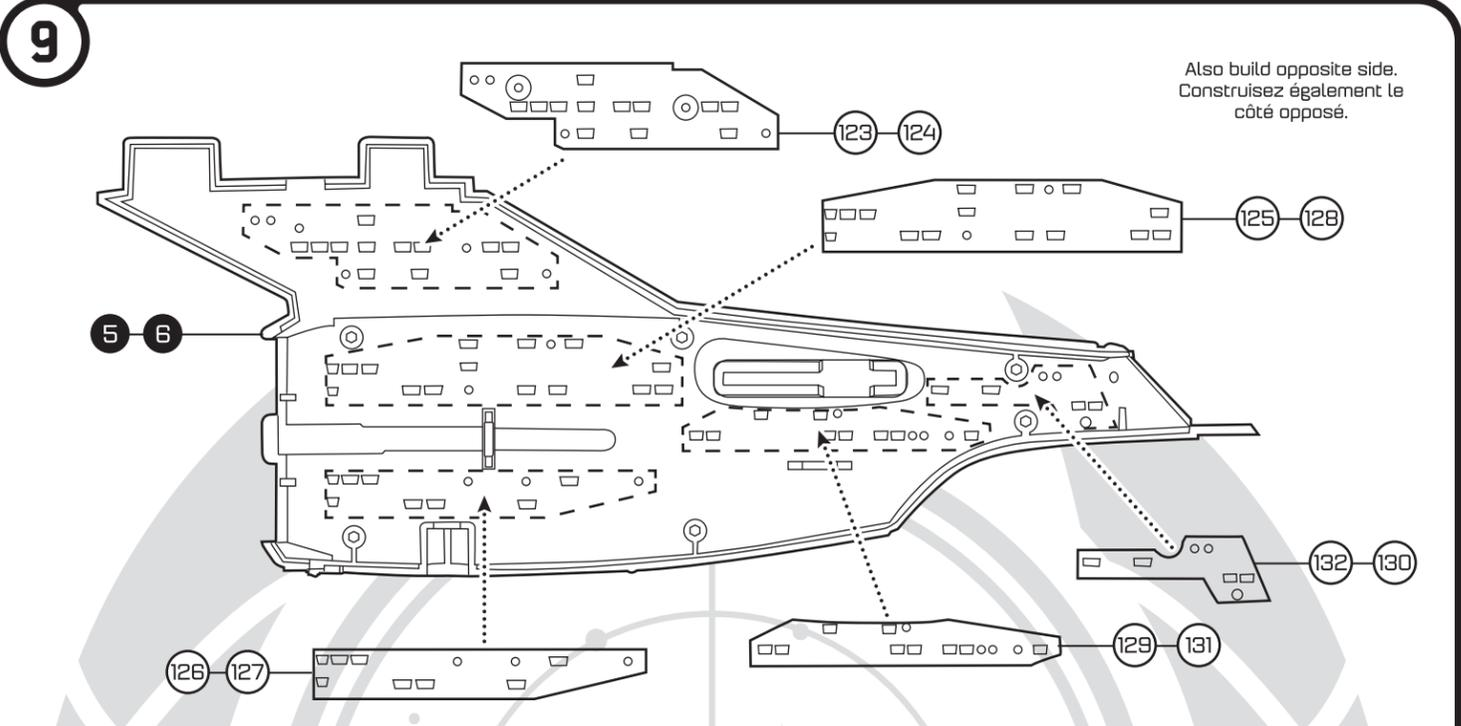 9
Also build opposite side.
Construisez également le
côté opposé.
123 124
125 128
5 6
132 130
129 131
126 127